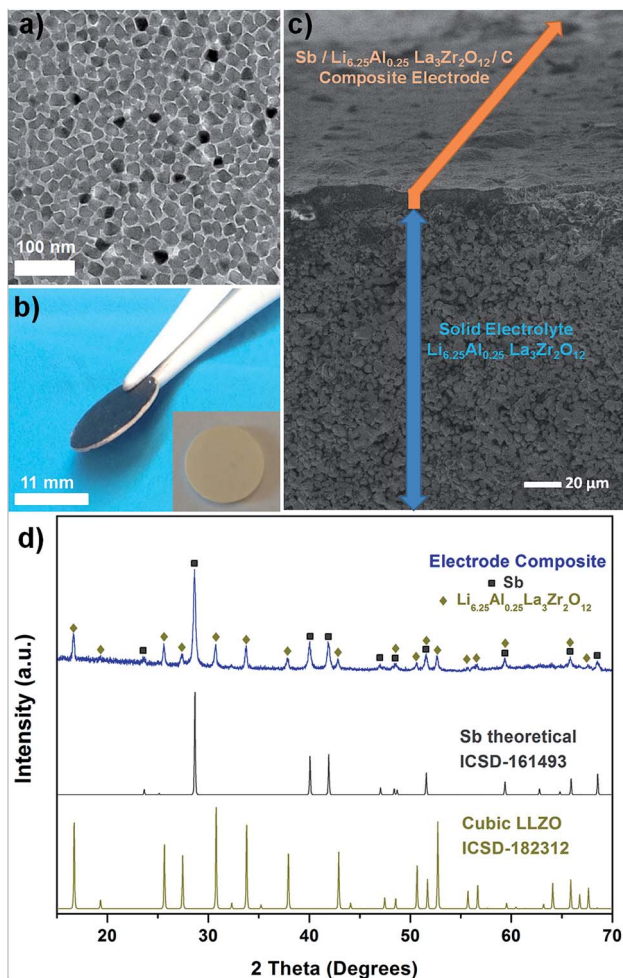 a)
100 nm
b)
11 mm
c)
Sb / Li₆.₂₅Al₀.₂₅ La₃Zr₂O₁₂ / C
Composite Electrode
Solid Electrolyte
Li₆.₂₅Al₀.₂₅ La₃Zr₂O₁₂
20 μm
d)
Electrode Composite
Sb
Li₆.₂₅Al₀.₂₅La₃Zr₂O₁₂
Sb theoretical
ICSD-161493
Cubic LLZO
ICSD-182312
Intensity (a.u.)
20 30 40 50 60 70
2 Theta (Degrees)